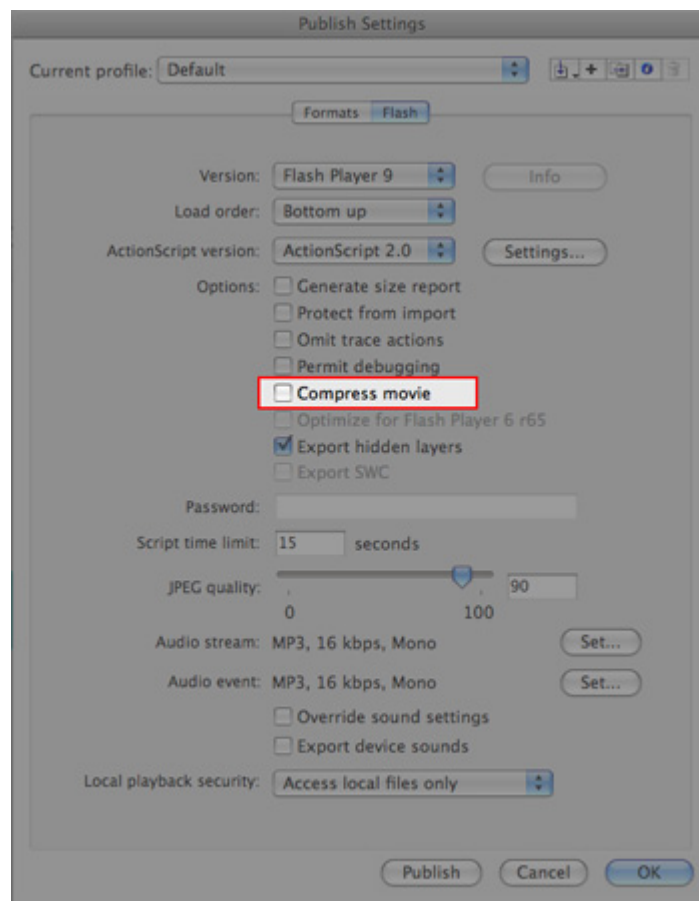 Publish Settings
Current profile: Default
Formats Flash
Version: Flash Player 9 Info
Load order: Bottom up
ActionScript version: ActionScript 2.0 Settings...
Options: Generate size report
Protect from import
Omit trace actions
Permit debugging
Compress movie
Optimize for Flash Player 6 r65
Export hidden layers
Export SWC
Password:
Script time limit: 15 seconds
JPEG quality: 90
0 100
Audio stream: MP3, 16 kbps, Mono Set...
Audio event: MP3, 16 kbps, Mono Set...
Override sound settings
Export device sounds
Local playback security: Access local files only
Publish Cancel OK